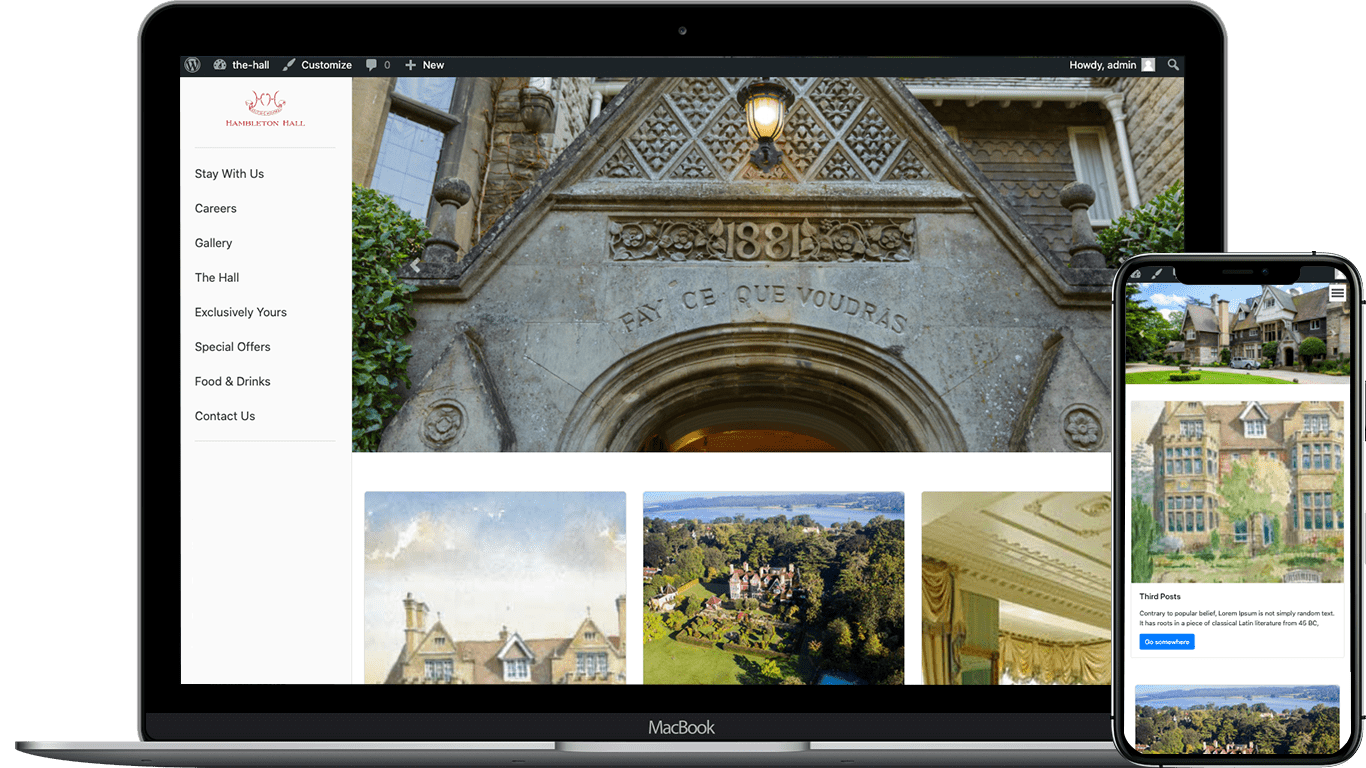 the-hall Customize 0 New Howdy, admin
HAMBLETON HALL
Stay With Us
Careers
Gallery
The Hall
Exclusively Yours
Special Offers
Food & Drinks
Contact Us
1881
FAY CE QUE VOUDRAS
Third Posts
Contrary to popular belief, Lorem Ipsum is not simply random text.
It has roots in a piece of classical Latin literature from 45 BC,
Go somewhere
MacBook